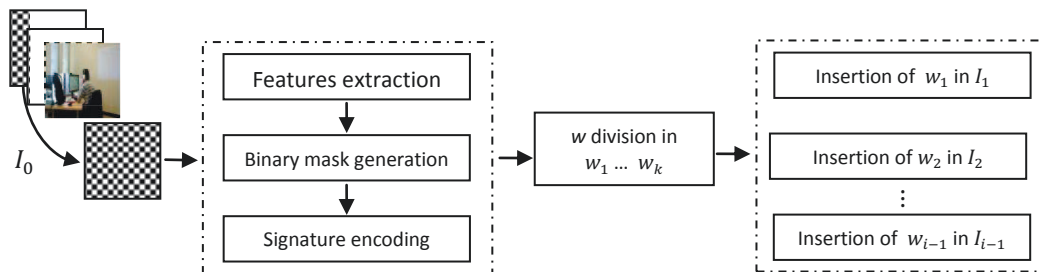 I₀
Features extraction
Binary mask generation
Signature encoding
w division in
w₁ ... wₖ
Insertion of w₁ in I₁
Insertion of w₂ in I₂
⋮
Insertion of wᵢ₋₁ in Iᵢ₋₁